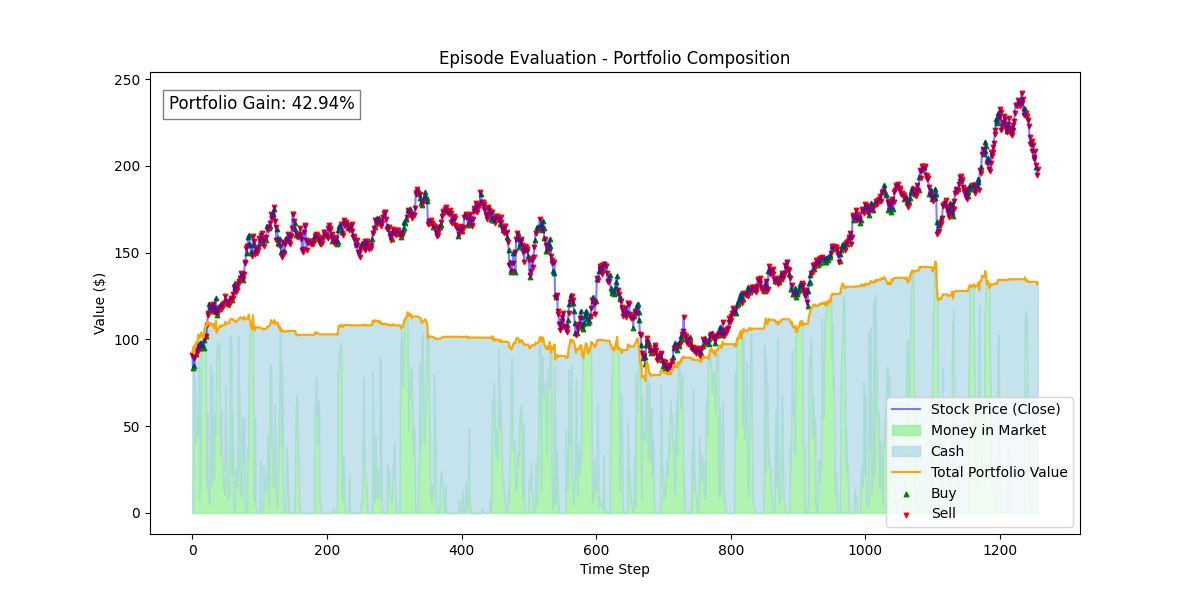 Episode Evaluation - Portfolio Composition
250
Portfolio Gain: 42.94%
200
150
Value ($)
100
50
0
Stock Price (Close)
Money in Market
Cash
Total Portfolio Value
Buy
Sell
0 200 400 600 800 1000 1200
Time Step